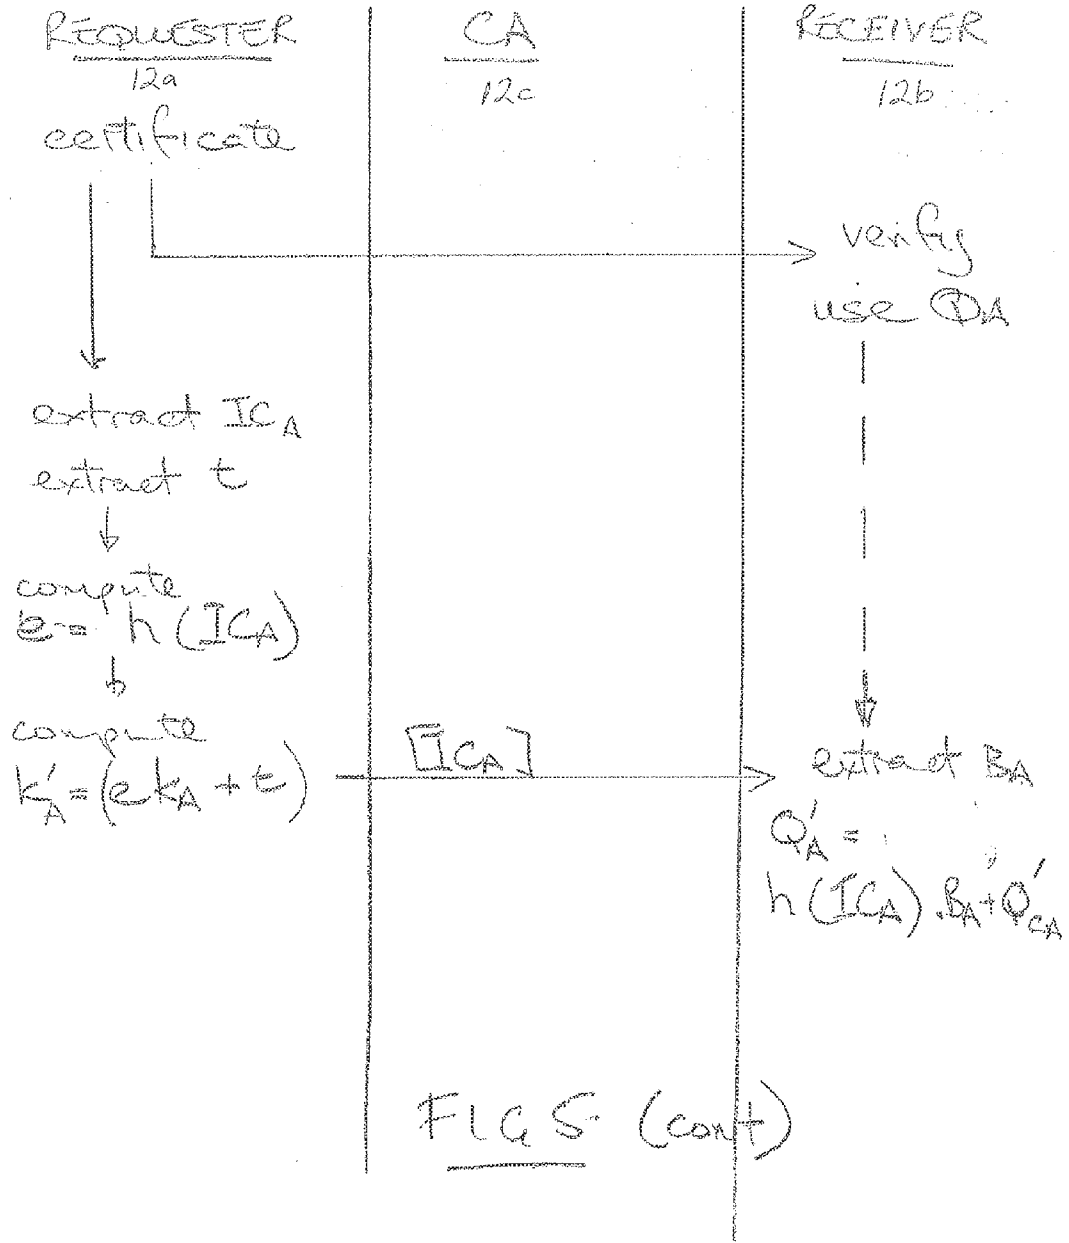 REQUESTER
12a
CA
12c
RECEIVER
12b
certificate
verify
use QA
extract ICA
extract t
compute
e = h(ICA)
compute
k'A = (ekA + t)
[ICA]
extract BA
Q'A =
h(ICA).BA + Q'CA
FIG 5 (cont)